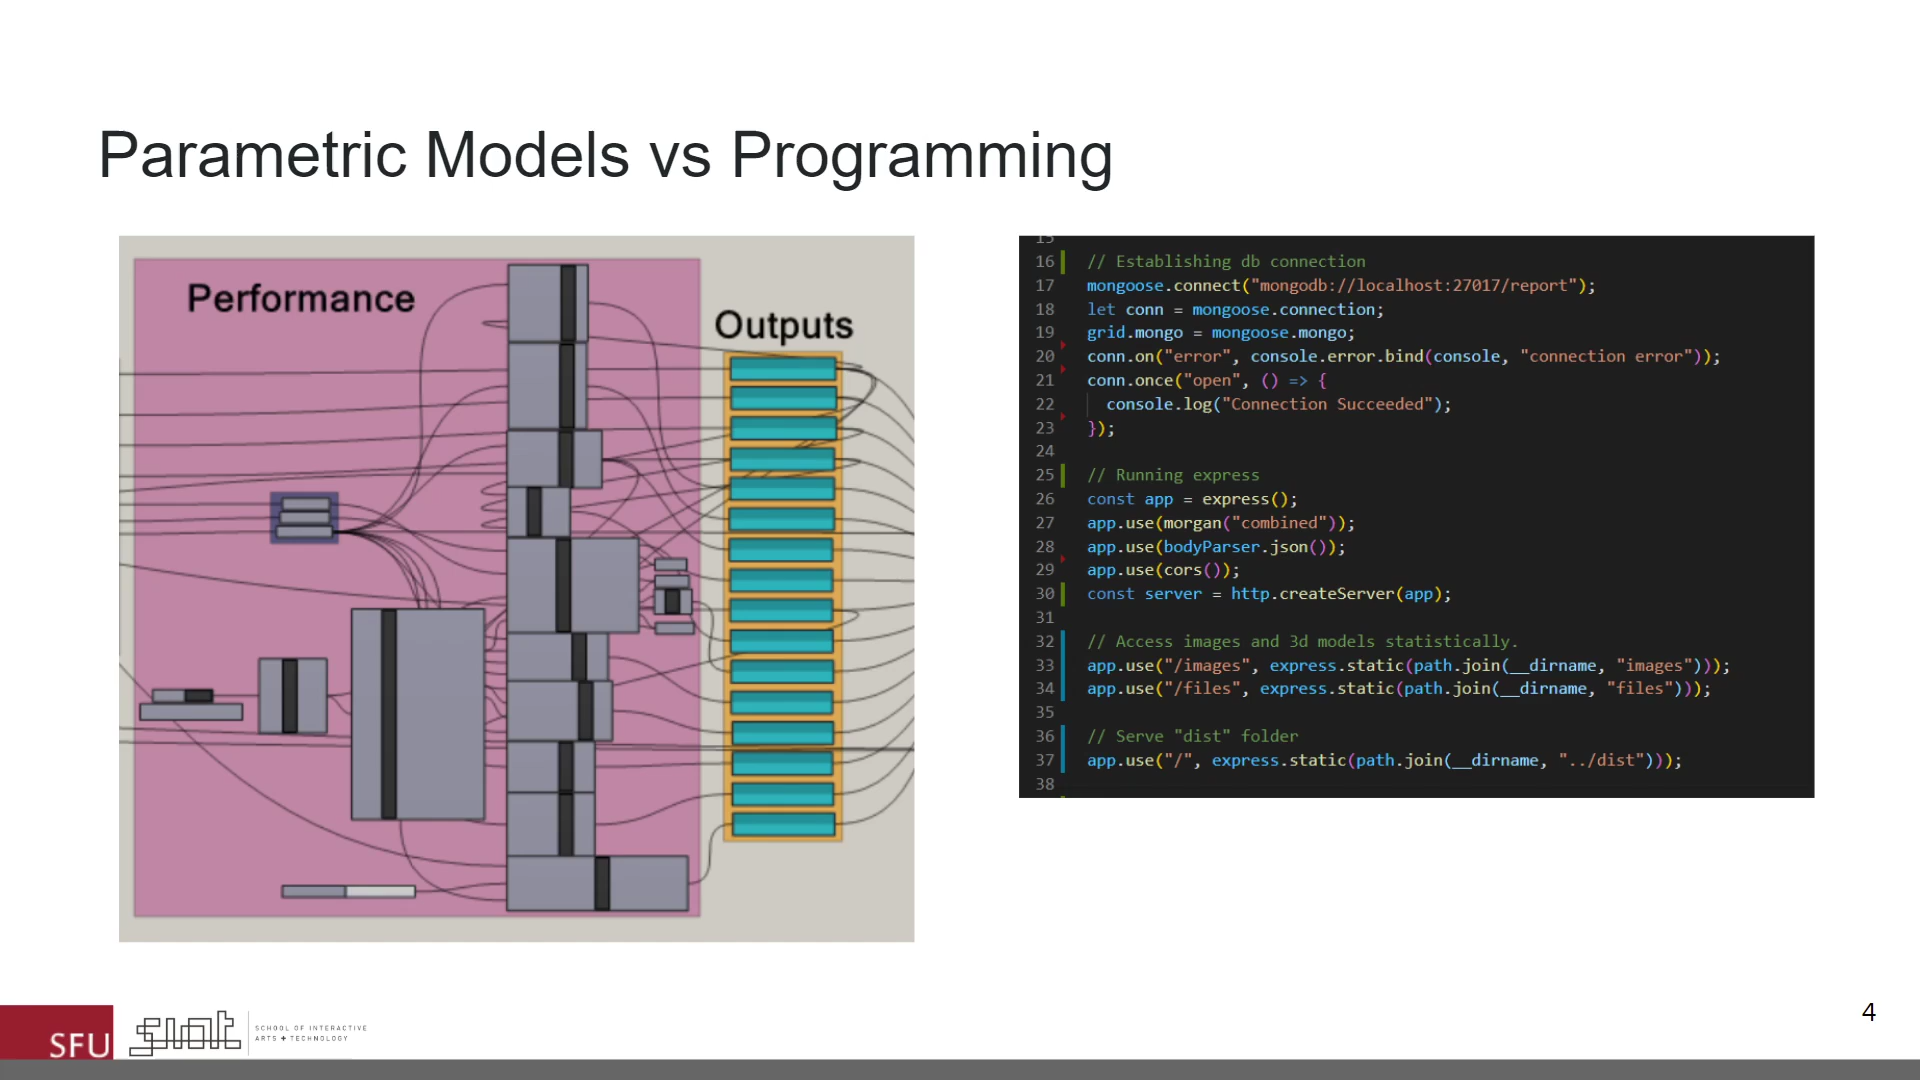 Parametric Models vs Programming
Performance
Outputs
15
16 // Establishing db connection
17 mongoose.connect("mongodb://localhost:27017/report");
18 let conn = mongoose.connection;
19 grid.mongo = mongoose.mongo;
20 conn.on("error", console.error.bind(console, "connection error"));
21 conn.once("open", () => {
22 console.log("Connection Succeeded");
23 });
24
25 // Running express
26 const app = express();
27 app.use(morgan("combined"));
28 app.use(bodyParser.json());
29 app.use(cors());
30 const server = http.createServer(app);
31
32 // Access images and 3d models statistically.
33 app.use("/images", express.static(path.join(__dirname, "images")));
34 app.use("/files", express.static(path.join(__dirname, "files")));
35
36 // Serve "dist" folder
37 app.use("/", express.static(path.join(__dirname, "../dist")));
38
SFU
siat
SCHOOL OF INTERACTIVE
ARTS + TECHNOLOGY
4